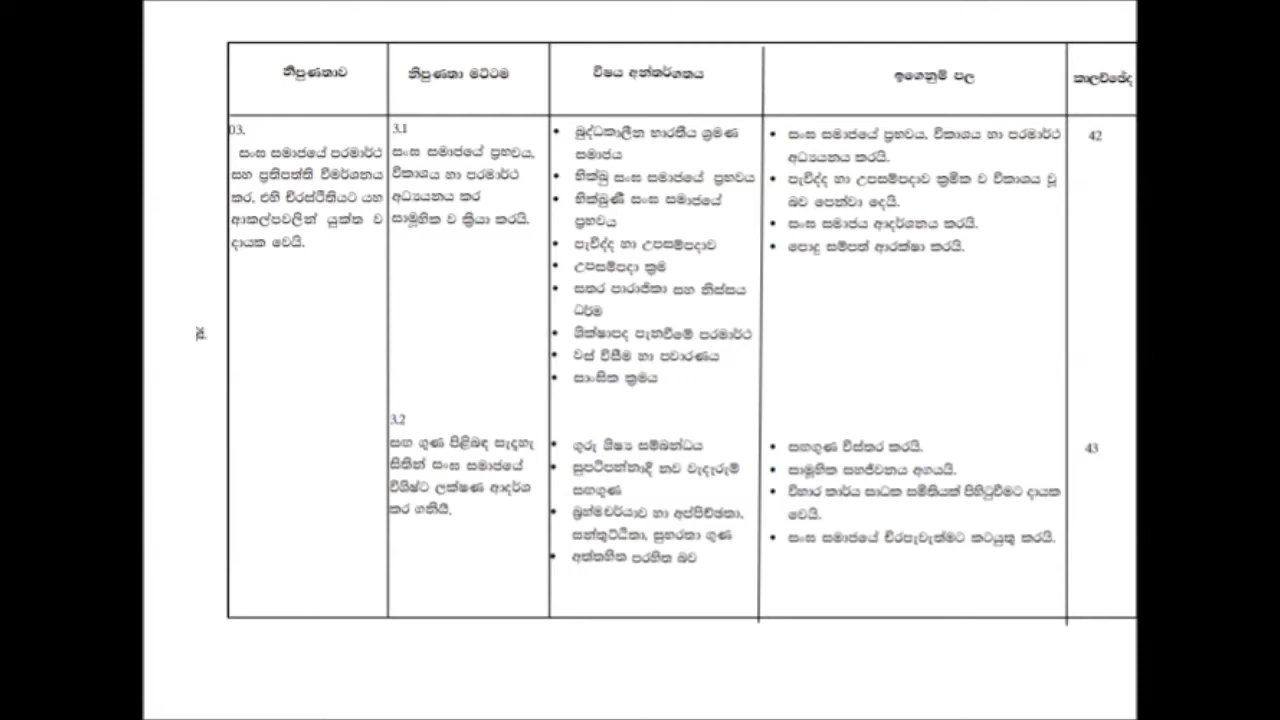 නිපුණතාව
නිපුණතා මට්ටම
විෂය අන්තර්ගතය
ඉගෙනුම් පල
කාලච්ඡේද
03.
සංඝ සමාජයේ පරමාර්ථ
සහ ප්‍රතිපත්ති විමර්ශනය
කර, එහි චිරස්ථිතියට යහ
ආකල්පවලින් යුක්ත ව
දායක වෙයි.
3.1
සංඝ සමාජයේ ප්‍රභවය,
විකාශය හා පරමාර්ථ
අධ්‍යයනය කර
සාමූහික ව ක්‍රියා කරයි.
• බුද්ධකාලීන භාරතීය ශ්‍රමණ
සමාජය
• භික්ඛු සංඝ සමාජයේ ප්‍රභවය
• භික්ඛුණී සංඝ සමාජයේ
ප්‍රභවය
• පැවිද්ද හා උපසම්පදාව
• උපසම්පදා ක්‍රම
• සතර පාරාජිකා සහ නිස්සය
ධර්ම
• ශික්ෂාපද පැනවීමේ පරමාර්ථ
• වස් විසීම හා පවාරණය
• සාංඝික ක්‍රමය
• සංඝ සමාජයේ ප්‍රභවය, විකාශය හා පරමාර්ථ
අධ්‍යයනය කරයි.
• පැවිද්ද හා උපසම්පදාව ක්‍රමික ව විකාශය වූ
බව පෙන්වා දෙයි.
• සංඝ සමාජය ආදර්ශනය කරයි.
• පොදු සම්පත් ආරක්ෂා කරයි.
42
3.2
සඟ ගුණ පිළිබඳ සැදැහැ
සිතින් සංඝ සමාජයේ
විශිෂ්ට ලක්ෂණ ආදර්ශ
කර ගනියි.
• ගුරු ශිෂ්‍ය සම්බන්ධය
• සුපටිපන්නාදී නව වැදෑරුම්
සඟගුණ
• බ්‍රහ්මචර්යාව හා අප්පිච්ඡතා,
සන්තුට්ඨිතා, සුභරතා ගුණ
• අත්තහිත පරහිත බව
• සඟගුණ විස්තර කරයි.
• සාමූහික සහජීවනය අගයයි.
• විහාර කාර්ය සාධක සමිතියක් පිහිටුවීමට දායක
වෙයි.
• සංඝ සමාජයේ චිරපැවැත්මට කටයුතු කරයි.
43